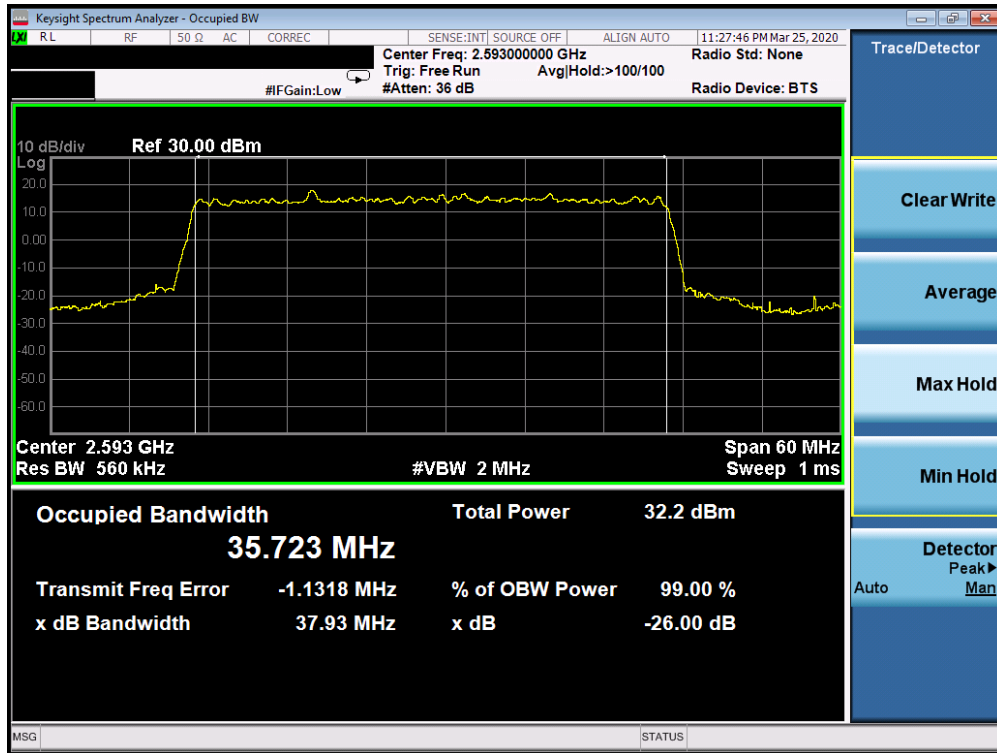 Keysight Spectrum Analyzer - Occupied BW
LXI RL RF 50 Ω AC CORREC SENSE:INT SOURCE OFF ALIGN AUTO 11:27:46 PM Mar 25, 2020
Center Freq: 2.593000000 GHz Radio Std: None
Trig: Free Run Avg|Hold:>100/100
#IFGain:Low #Atten: 36 dB Radio Device: BTS
Trace/Detector
10 dB/div Ref 30.00 dBm
Log
20.0
10.0
0.00
-10.0
-20.0
-30.0
-40.0
-50.0
-60.0
Center 2.593 GHz Span 60 MHz
Res BW 560 kHz #VBW 2 MHz Sweep 1 ms
Occupied Bandwidth Total Power 32.2 dBm
35.723 MHz
Transmit Freq Error -1.1318 MHz % of OBW Power 99.00 %
x dB Bandwidth 37.93 MHz x dB -26.00 dB
Clear Write
Average
Max Hold
Min Hold
Detector
Peak▶
Auto Man
MSG STATUS